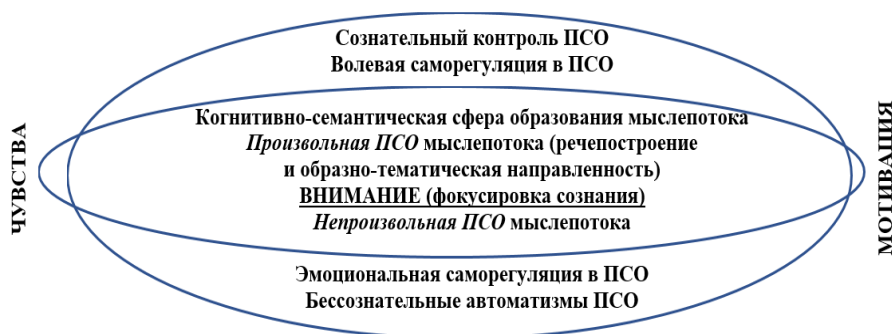 Сознательный контроль ПСО
Волевая саморегуляция в ПСО
ЧУВСТВА
Когнитивно-семантическая сфера образования мыслепотока
Произвольная ПСО мыслепотока (речепостроение
и образно-тематическая направленность)
ВНИМАНИЕ (фокусировка сознания)
Непроизвольная ПСО мыслепотока
МОТИВАЦИЯ
Эмоциональная саморегуляция в ПСО
Бессознательные автоматизмы ПСО